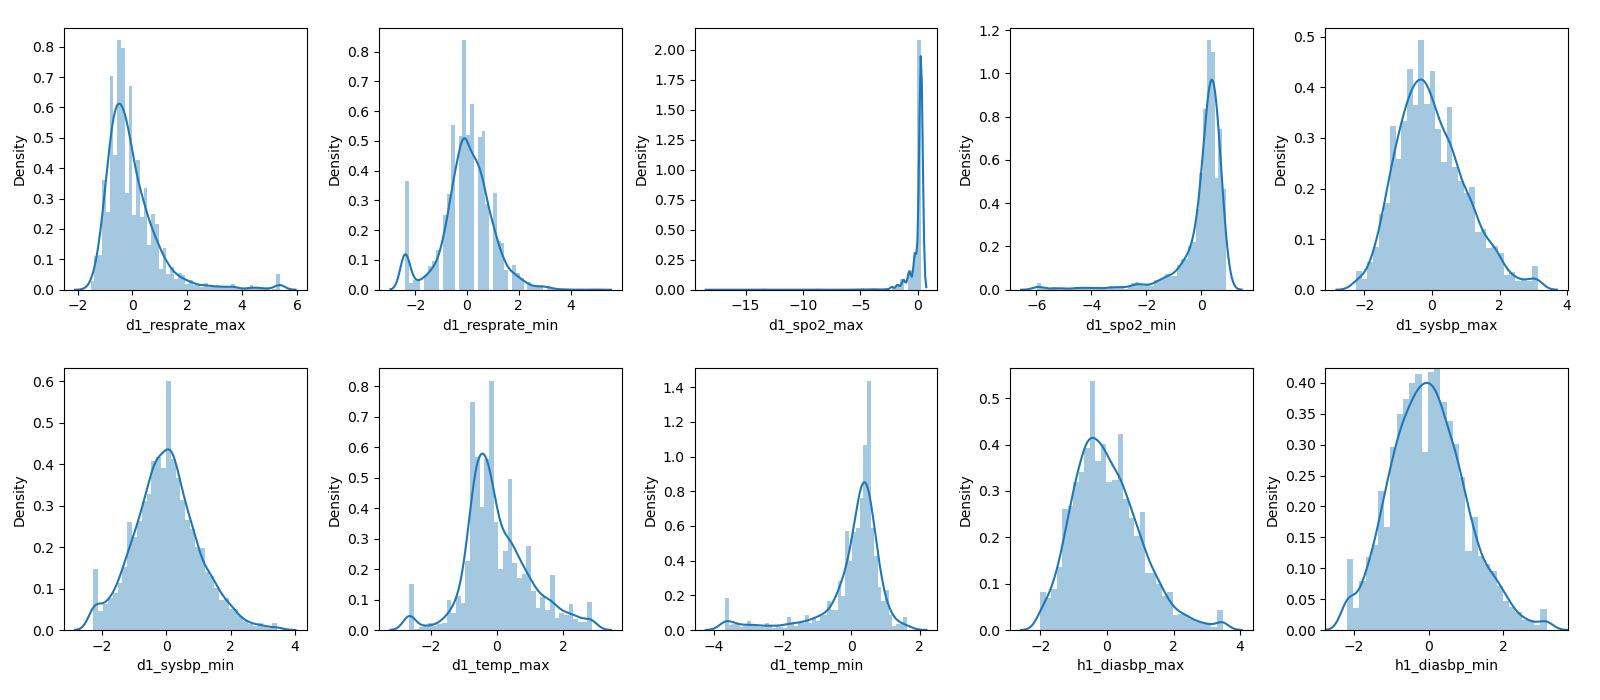 0.8
0.7
0.6
0.5
0.4
0.3
0.2
0.1
0.0
Density
−2 0 2 4 6
d1_resprate_max
0.8
0.7
0.6
0.5
0.4
0.3
0.2
0.1
0.0
Density
−2 0 2 4
d1_resprate_min
2.00
1.75
1.50
1.25
1.00
0.75
0.50
0.25
0.00
Density
−15 −10 −5 0
d1_spo2_max
1.2
1.0
0.8
0.6
0.4
0.2
0.0
Density
−6 −4 −2 0
d1_spo2_min
0.5
0.4
0.3
0.2
0.1
0.0
Density
−2 0 2 4
d1_sysbp_max
0.6
0.5
0.4
0.3
0.2
0.1
0.0
Density
−2 0 2 4
d1_sysbp_min
0.8
0.7
0.6
0.5
0.4
0.3
0.2
0.1
0.0
Density
−2 0 2
d1_temp_max
1.4
1.2
1.0
0.8
0.6
0.4
0.2
0.0
Density
−4 −2 0 2
d1_temp_min
0.5
0.4
0.3
0.2
0.1
0.0
Density
−2 0 2 4
h1_diasbp_max
0.40
0.35
0.30
0.25
0.20
0.15
0.10
0.05
0.00
Density
−2 0 2
h1_diasbp_min